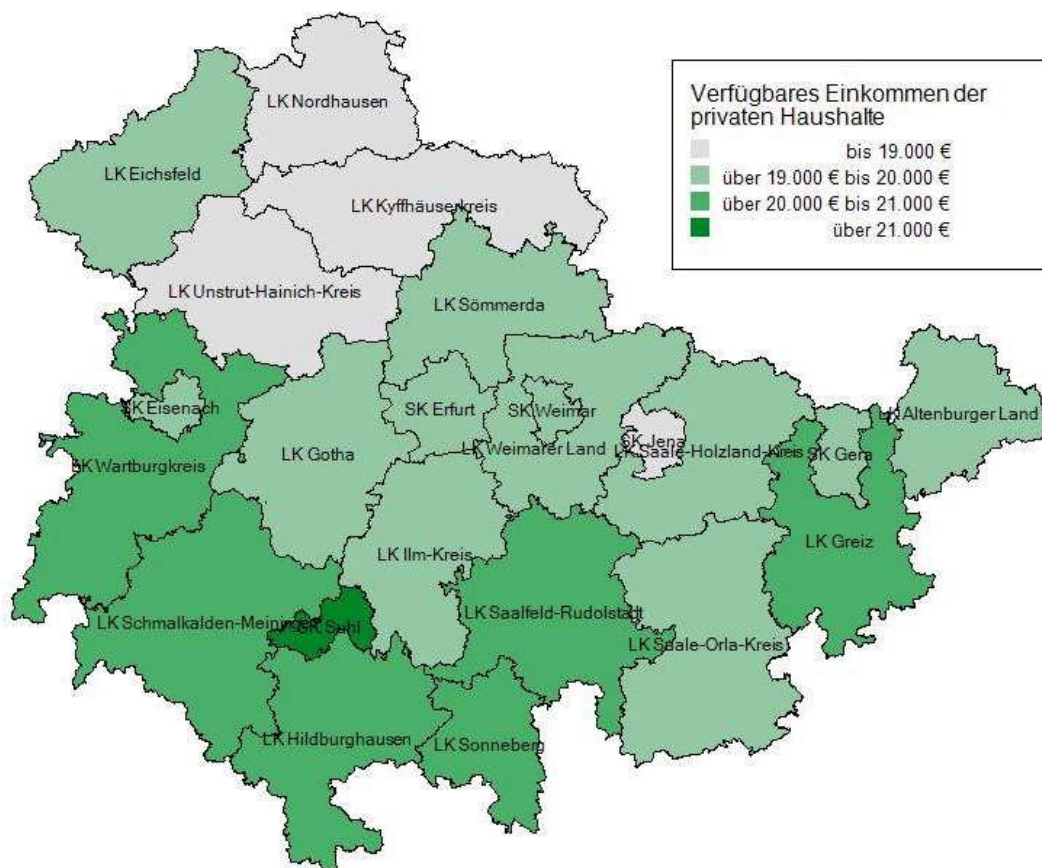 Verfügbares Einkommen der
privaten Haushalte
bis 19.000 €
über 19.000 € bis 20.000 €
über 20.000 € bis 21.000 €
über 21.000 €
LK Nordhausen
LK Eichsfeld
LK Kyffhäuserkreis
LK Unstrut-Hainich-Kreis
LK Sömmerda
SK Eisenach
SK Erfurt
SK Weimar
LK Altenburger Land
SK Jena
LK Weimarer Land
LK Saale-Holzland-Kreis
SK Gera
LK Gotha
SK Wartburgkreis
LK Greiz
LK Ilm-Kreis
LK Saalfeld-Rudolstadt
LK Schmalkalden-Meiningen
SK Suhl
LK Saale-Orla-Kreis
LK Hildburghausen
LK Sonneberg